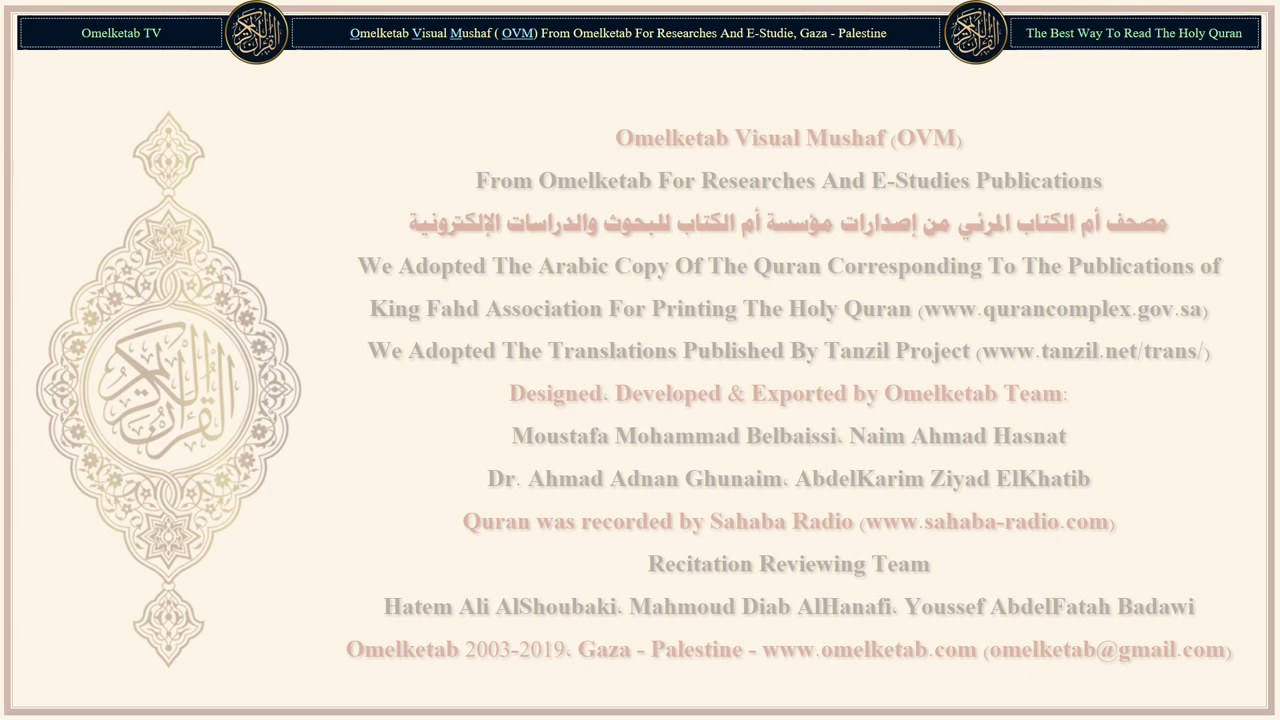 Omelketab TV
Omelketab Visual Mushaf ( OVM) From Omelketab For Researches And E-Studie, Gaza - Palestine
The Best Way To Read The Holy Quran
القرآن الكريم
Omelketab Visual Mushaf (OVM)
From Omelketab For Researches And E-Studies Publications
مصحف أم الكتاب المرئي من إصدارات مؤسسة أم الكتاب للبحوث والدراسات الإلكترونية
We Adopted The Arabic Copy Of The Quran Corresponding To The Publications of
King Fahd Association For Printing The Holy Quran (www.qurancomplex.gov.sa)
We Adopted The Translations Published By Tanzil Project (www.tanzil.net/trans/)
Designed، Developed & Exported by Omelketab Team:
Moustafa Mohammad Belbaissi، Naim Ahmad Hasnat
Dr. Ahmad Adnan Ghunaim، AbdelKarim Ziyad ElKhatib
Quran was recorded by Sahaba Radio (www.sahaba-radio.com)
Recitation Reviewing Team
Hatem Ali AlShoubaki، Mahmoud Diab AlHanafi، Youssef AbdelFatah Badawi
Omelketab 2003-2019، Gaza - Palestine - www.omelketab.com (omelketab@gmail.com)